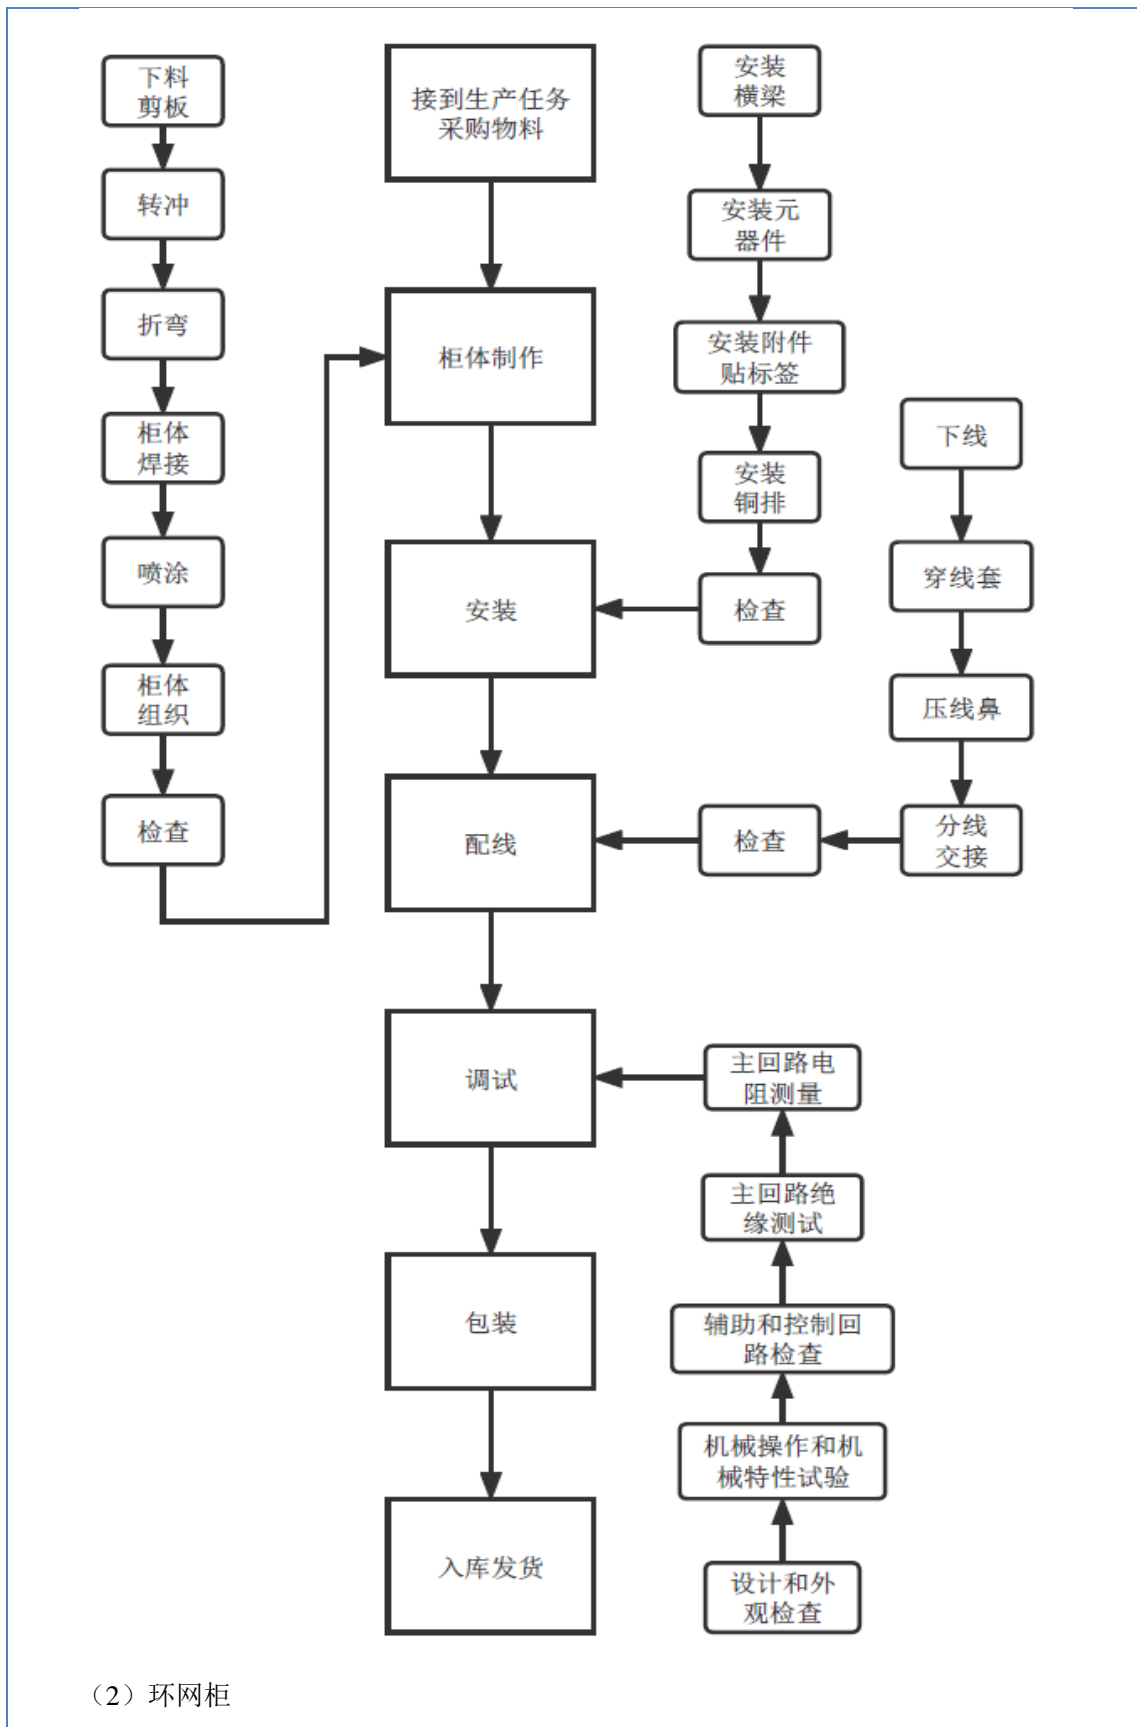 下料
剪板
转冲
折弯
柜体
焊接
喷涂
柜体
组织
检查
接到生产任务
采购物料
柜体制作
安装
配线
调试
包装
入库发货
安装
横梁
安装元
器件
安装附件
贴标签
安装
铜排
检查
下线
穿线套
压线鼻
分线
交接
检查
主回路电
阻测量
主回路绝
缘测试
辅助和控制回
路检查
机械操作和机
械特性试验
设计和外
观检查
（2）环网柜